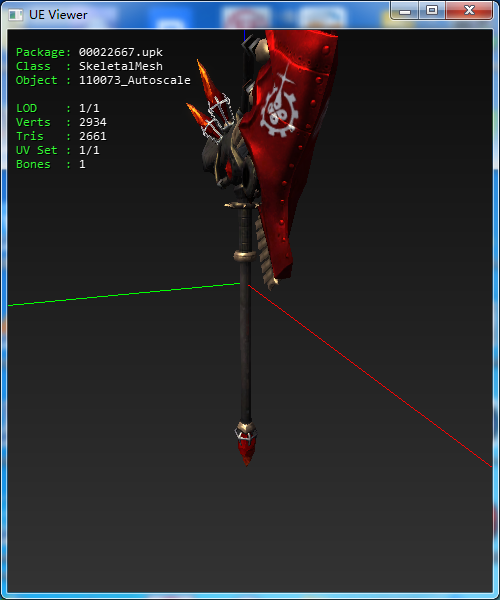 UE Viewer
Package: 00022667.upk
Class : SkeletalMesh
Object : 110073_Autoscale
LOD : 1/1
Verts : 2934
Tris : 2661
UV Set : 1/1
Bones : 1